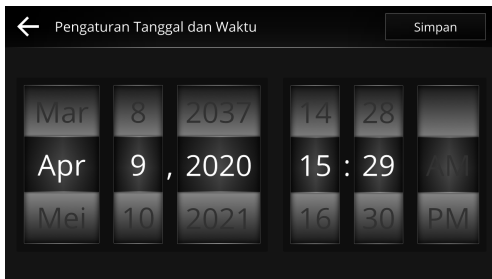 Pengaturan Tanggal dan Waktu Simpan
Mar 8 2037 14 28
Apr 9 , 2020 15 : 29 AM
Mei 10 2021 16 30 PM